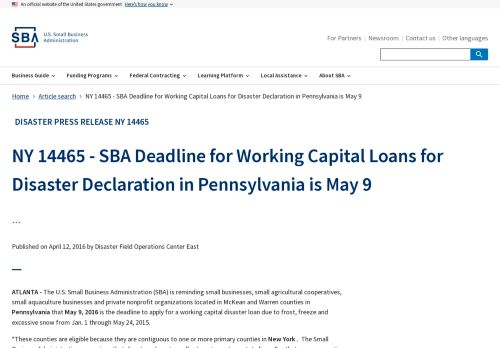 An official website of the United States government Here's how you know
SBA U.S. Small Business
Administration
For Partners Newsroom Contact us Other languages
Business Guide Funding Programs Federal Contracting Learning Platform Local Assistance About SBA
Home > Article search > NY 14465 - SBA Deadline for Working Capital Loans for Disaster Declaration in Pennsylvania is May 9
DISASTER PRESS RELEASE NY 14465
NY 14465 - SBA Deadline for Working Capital Loans for
Disaster Declaration in Pennsylvania is May 9
...
Published on April 12, 2016 by Disaster Field Operations Center East
ATLANTA - The U.S. Small Business Administration (SBA) is reminding small businesses, small agricultural cooperatives,
small aquaculture businesses and private nonprofit organizations located in McKean and Warren counties in
Pennsylvania that May 9, 2016 is the deadline to apply for a working capital disaster loan due to frost, freeze and
excessive snow from Jan. 1 through May 24, 2015.
"These counties are eligible because they are contiguous to one or more primary counties in New York . The Small